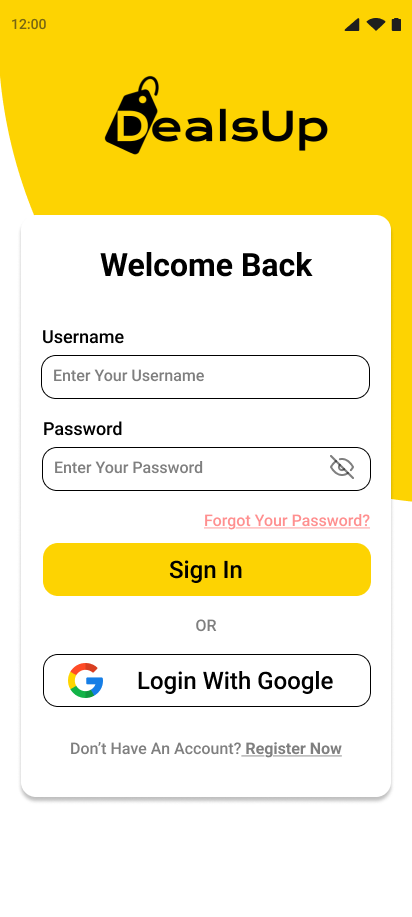 12:00
DealsUp
Welcome Back
Username
Enter Your Username
Password
Enter Your Password
Forgot Your Password?
Sign In
OR
Login With Google
Don’t Have An Account? Register Now